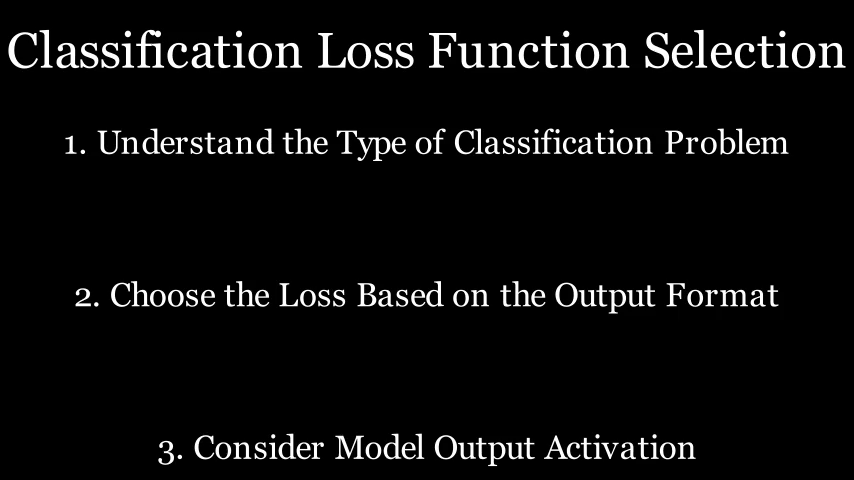 Classification Loss Function Selection
1. Understand the Type of Classification Problem
2. Choose the Loss Based on the Output Format
3. Consider Model Output Activation